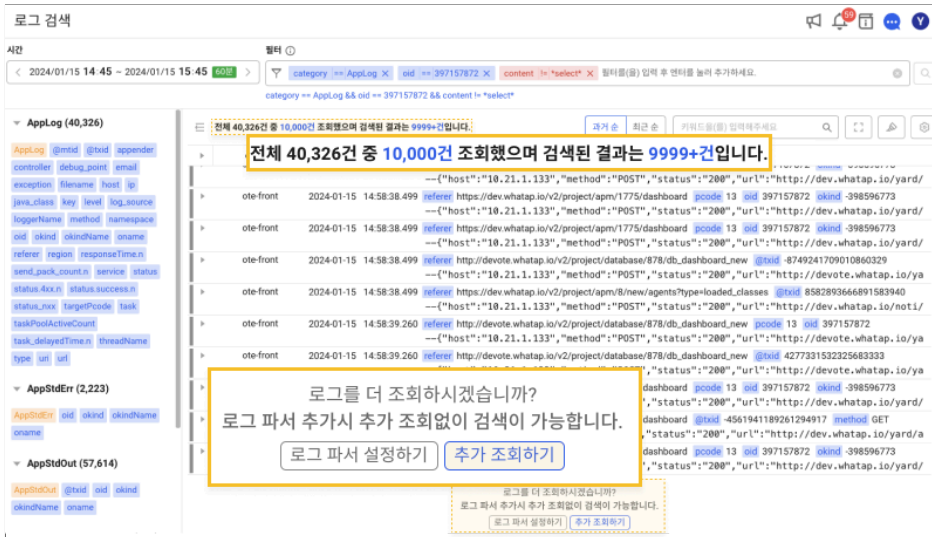 로그 검색
59
Y
시간
필터
2024/01/15 14:45 ~ 2024/01/15 15:45 60분
category == AppLog × oid == 397157872 × content != *select* × 필터를(을) 입력 후 엔터를 눌러 추가하세요.
category == AppLog && oid == 397157872 && content != *select*
AppLog (40,326)
AppLog @mtid @txid appender
controller debug_point email
exception filename host ip
java_class key level log_source
loggerName method namespace
oid okind okindName oname
referer region responseTime.n
send_pack_count.n service status
status.4xx.n status.success.n
status_nxx targetPcode task
taskPoolActiveCount
task_delayedTime.n threadName
type uri url
AppStdErr (2,223)
AppStdErr oid okind okindName
oname
AppStdOut (57,614)
AppStdOut @txid oid okind
okindName oname
전체 40,326건 중 10,000건 조회했으며 검색된 결과는 9999+건입니다.
과거 순 최근 순 키워드을(를) 입력해주세요
전체 40,326건 중 10,000건 조회했으며 검색된 결과는 9999+건입니다.
--{"host":"10.21.1.133","method":"POST","status":"200","url":"http://dev.whatap.io/yard/
ote-front 2024-01-15 14:58:38.499 referer https://dev.whatap.io/v2/project/apm/1775/dashboard pcode 13 oid 397157872 okind -398596773
--{"host":"10.21.1.133","method":"POST","status":"200","url":"http://dev.whatap.io/yard/
ote-front 2024-01-15 14:58:38.499 referer https://dev.whatap.io/v2/project/apm/1775/dashboard pcode 13 oid 397157872 okind -398596773
--{"host":"10.21.1.133","method":"POST","status":"200","url":"http://dev.whatap.io/yard/
ote-front 2024-01-15 14:58:38.499 referer http://devote.whatap.io/v2/project/database/878/db_dashboard_new @txid -8749241709010860329
--{"host":"10.21.1.133","method":"POST","status":"200","url":"http://devote.whatap.io/ya
ote-front 2024-01-15 14:58:38.499 referer https://dev.whatap.io/v2/project/apm/8/new/agents?type=loaded_classes @txid 8582893666891583940
--{"host":"10.21.1.133","method":"POST","status":"200","url":"http://dev.whatap.io/noti/
ote-front 2024-01-15 14:58:39.260 referer http://devote.whatap.io/v2/project/database/878/db_dashboard_new pcode 13 oid 397157872
--{"host":"10.21.1.133","method":"POST","status":"200","url":"http://devote.whatap.io/ya
ote-front 2024-01-15 14:58:39.260 referer http://devote.whatap.io/v2/project/database/878/db_dashboard_new @txid 4277331532325683333
dashboard pcode 13 oid 397157872 okind -398596773
,"status":"200","url":"http://dev.whatap.io/yard/
dashboard @txid -4561941189261294917 method GET
"status":"200","url":"http://dev.whatap.io/yard/a
dashboard pcode 13 oid 397157872 okind -398596773
,"status":"200","url":"http://dev.whatap.io/yard/
로그를 더 조회하시겠습니까?
로그 파서 추가시 추가 조회없이 검색이 가능합니다.
로그 파서 설정하기 추가 조회하기
로그를 더 조회하시겠습니까?
로그 파서 추가시 추가 조회없이 검색이 가능합니다.
로그 파서 설정하기 추가 조회하기